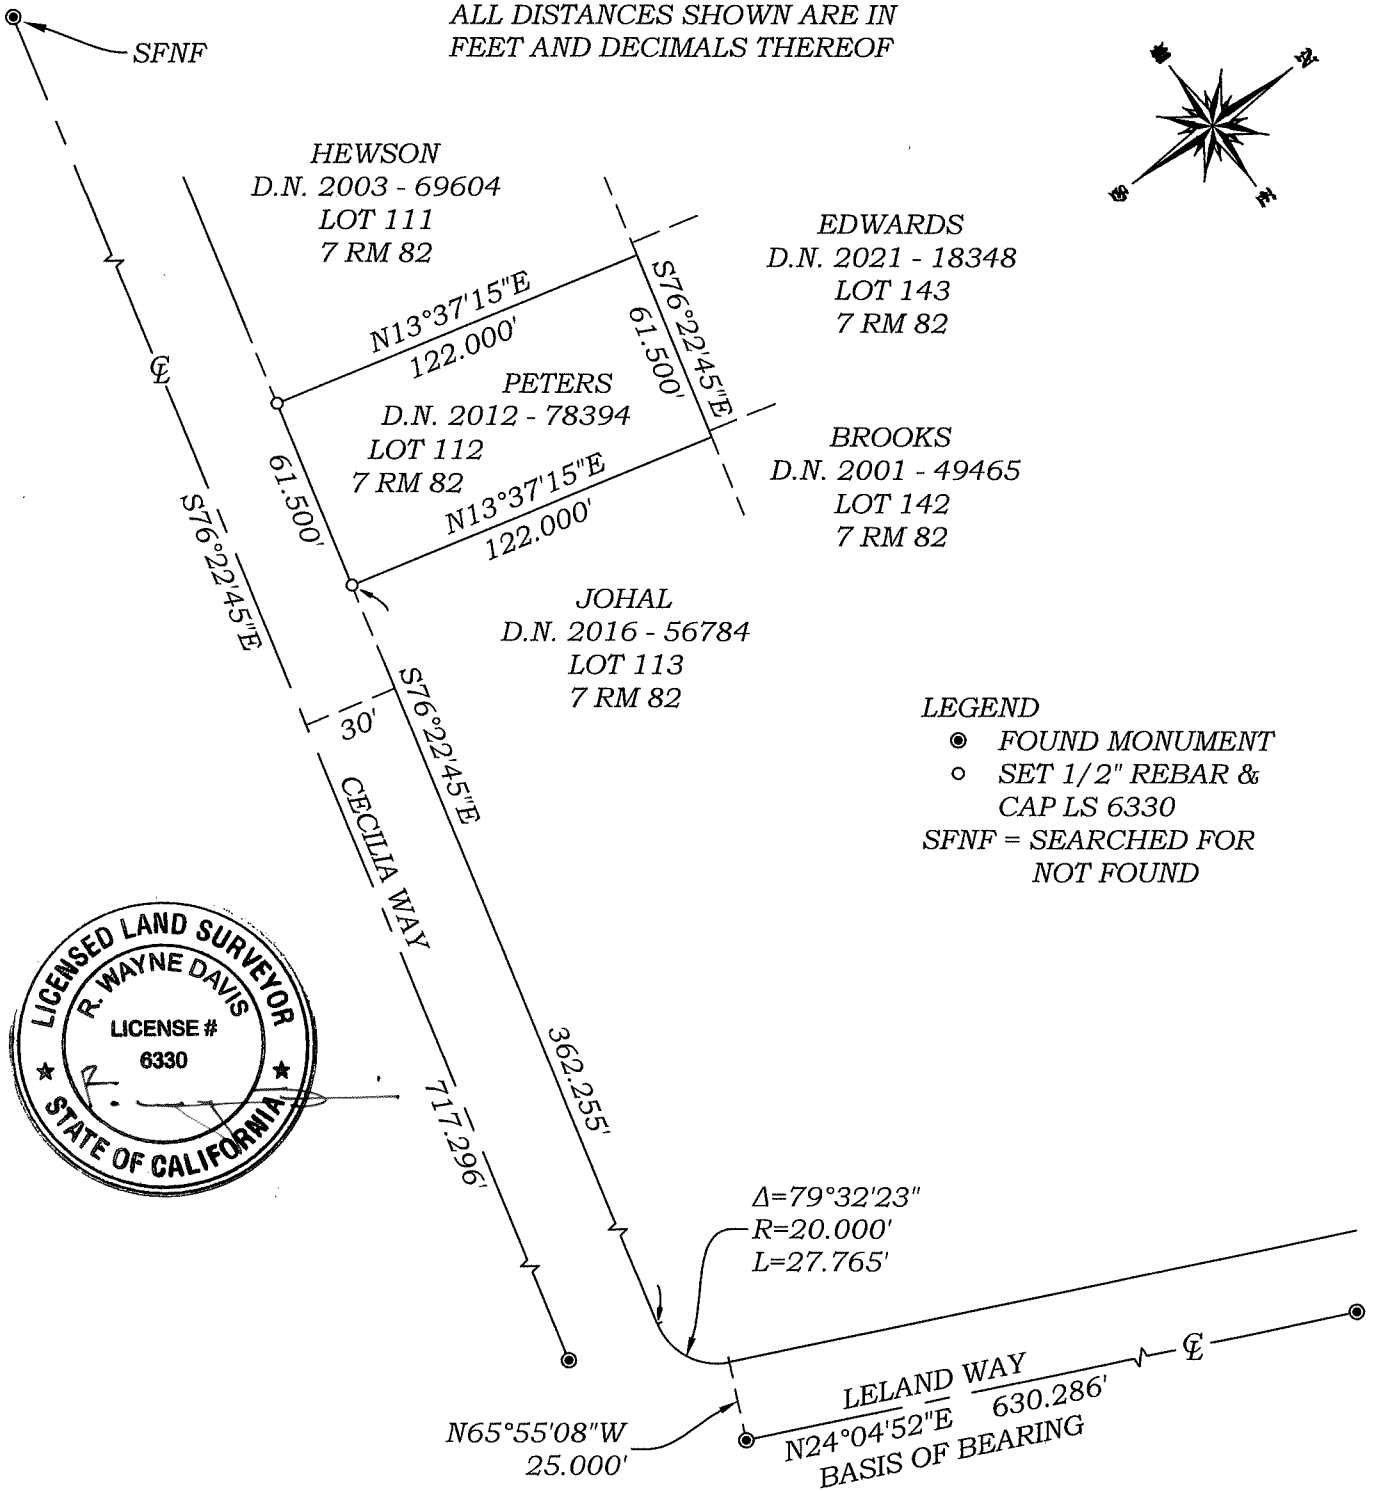 ALL DISTANCES SHOWN ARE IN
FEET AND DECIMALS THEREOF
SFNF
W
N
S
E
HEWSON
D.N. 2003 - 69604
LOT 111
7 RM 82
EDWARDS
D.N. 2021 - 18348
LOT 143
7 RM 82
N13°37'15"E
122.000'
S76°22'45"E
61.500'
℄
PETERS
D.N. 2012 - 78394
LOT 112
7 RM 82
61.500'
N13°37'15"E
122.000'
BROOKS
D.N. 2001 - 49465
LOT 142
7 RM 82
S76°22'45"E
JOHAL
D.N. 2016 - 56784
LOT 113
7 RM 82
30'
S76°22'45"E
LEGEND
FOUND MONUMENT
SET 1/2" REBAR &
CAP LS 6330
SFNF = SEARCHED FOR
NOT FOUND
CECILIA WAY
LICENSED LAND SURVEYOR
R. WAYNE DAVIS
LICENSE #
6330
STATE OF CALIFORNIA
362.255'
717.296'
Δ=79°32'23"
R=20.000'
L=27.765'
℄
LELAND WAY
N24°04'52"E 630.286'
BASIS OF BEARING
N65°55'08"W
25.000'